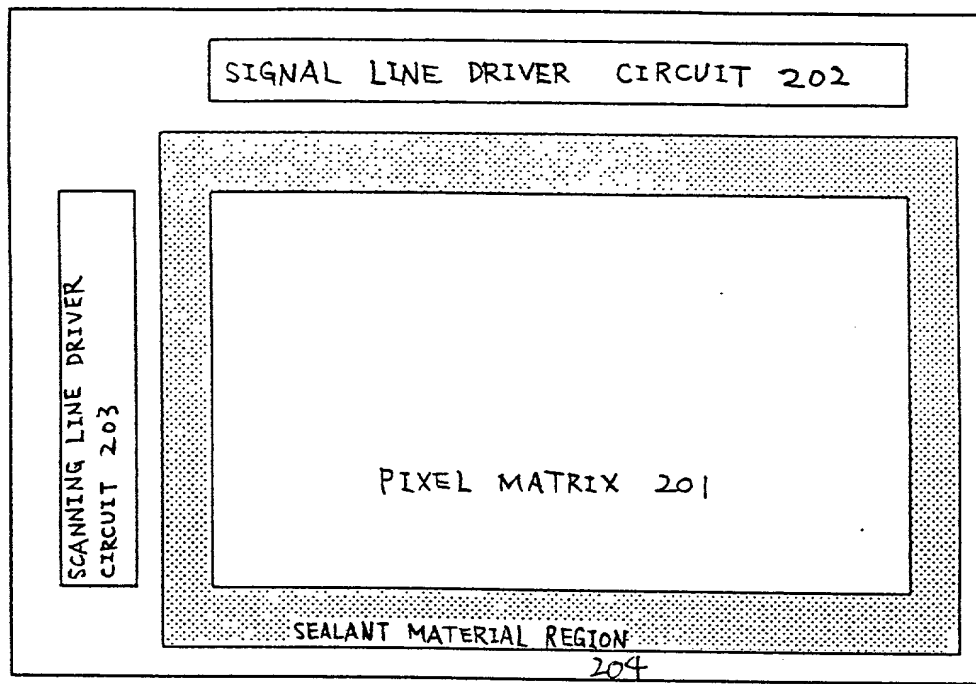 SIGNAL LINE DRIVER CIRCUIT 202
SCANNING LINE DRIVER
CIRCUIT 203
PIXEL MATRIX 201
SEALANT MATERIAL REGION
204